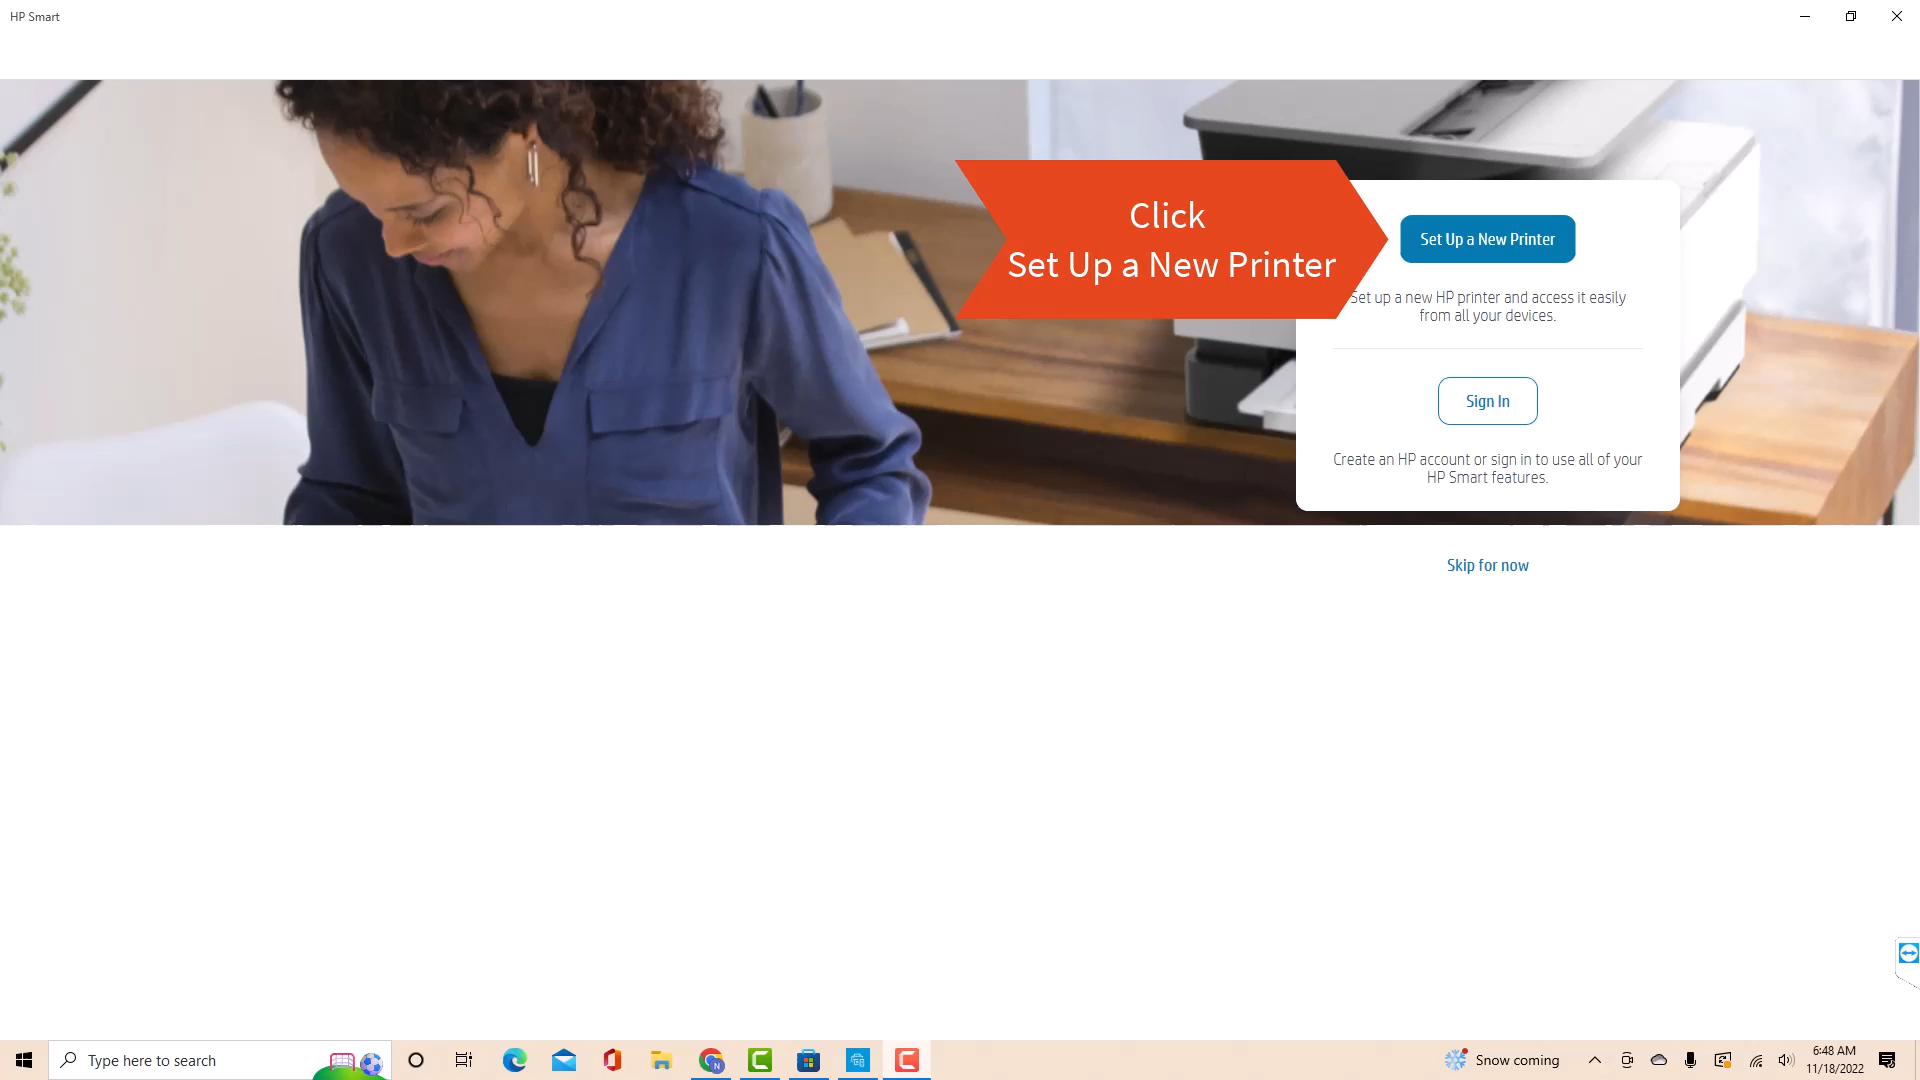 HP Smart
Click
Set Up a New Printer
Set Up a New Printer
Set up a new HP printer and access it easily
from all your devices.
Sign In
Create an HP account or sign in to use all of your
HP Smart features.
Skip for now
Type here to search
N
Snow coming
6:48 AM
11/18/2022